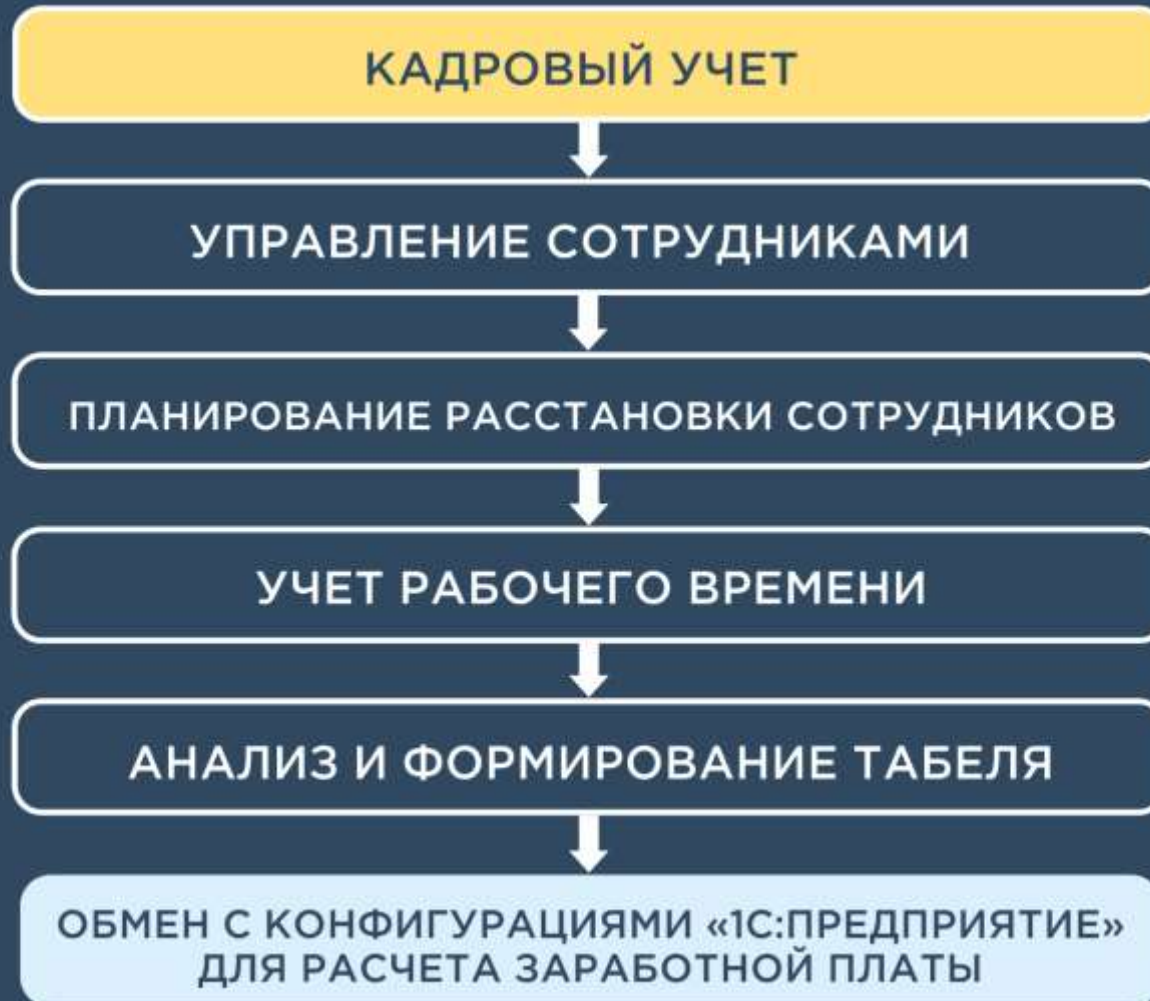 КАДРОВЫЙ УЧЕТ
УПРАВЛЕНИЕ СОТРУДНИКАМИ
ПЛАНИРОВАНИЕ РАССТАНОВКИ СОТРУДНИКОВ
УЧЕТ РАБОЧЕГО ВРЕМЕНИ
АНАЛИЗ И ФОРМИРОВАНИЕ ТАБЕЛЯ
ОБМЕН С КОНФИГУРАЦИЯМИ «1С:ПРЕДПРИЯТИЕ»
ДЛЯ РАСЧЕТА ЗАРАБОТНОЙ ПЛАТЫ